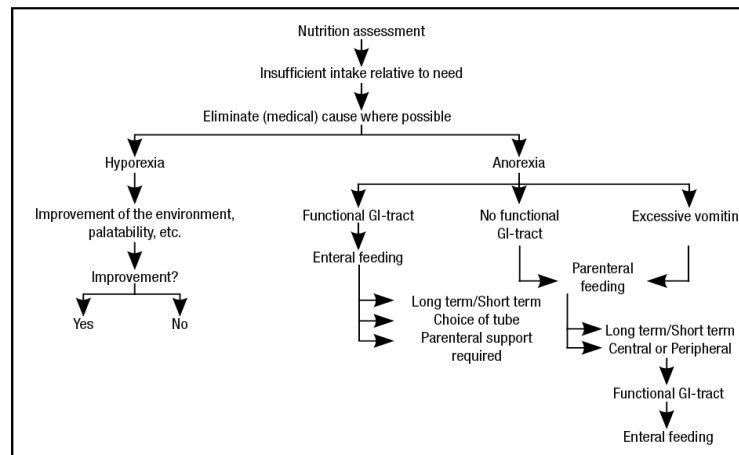 Nutrition assessment
Insufficient intake relative to need
Eliminate (medical) cause where possible
Hyporexia
Anorexia
Improvement of the environment,
palatability, etc.
Functional GI-tract
No functional
GI-tract
Excessive vomitin
Improvement?
Enteral feeding
Parenteral
feeding
Yes
No
Long term/Short term
Choice of tube
Parenteral support
required
Long term/Short term
Central or Peripheral
Functional GI-tract
Enteral feeding